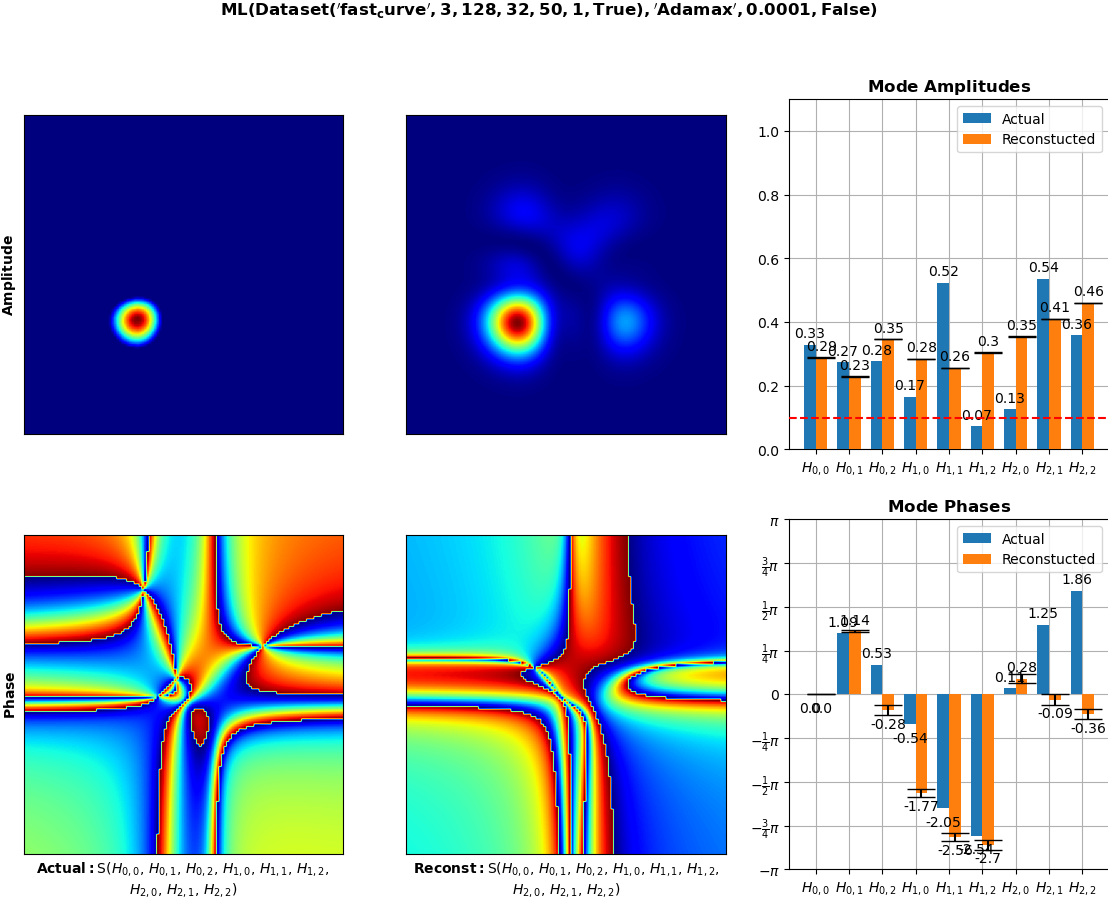 ML(Dataset('fast_curve', 3, 128, 32, 50, 1, True), 'Adamax', 0.0001, False)
Amplitude
Mode Amplitudes
Actual
Reconstucted
1.0
0.8
0.6
0.4
0.2
0.0
0.33 0.27 0.28 0.17 0.52 0.07 0.13 0.54 0.36
0.29 0.23 0.35 0.28 0.26 0.3 0.35 0.41 0.46
H0,0 H0,1 H0,2 H1,0 H1,1 H1,2 H2,0 H2,1 H2,2
Phase
Mode Phases
Actual
Reconstucted
π
3/4π
1/2π
1/4π
0
−1/4π
−1/2π
−3/4π
−π
0.0 0.53 -0.54 -2.05 1.25 1.86
0.0 1.14 -0.28 -1.77 -2.56 -2.7 0.28 -0.09 -0.36
H0,0 H0,1 H0,2 H1,0 H1,1 H1,2 H2,0 H2,1 H2,2
Actual: S(H0,0, H0,1, H0,2, H1,0, H1,1, H1,2,
H2,0, H2,1, H2,2)
Reconst: S(H0,0, H0,1, H0,2, H1,0, H1,1, H1,2,
H2,0, H2,1, H2,2)